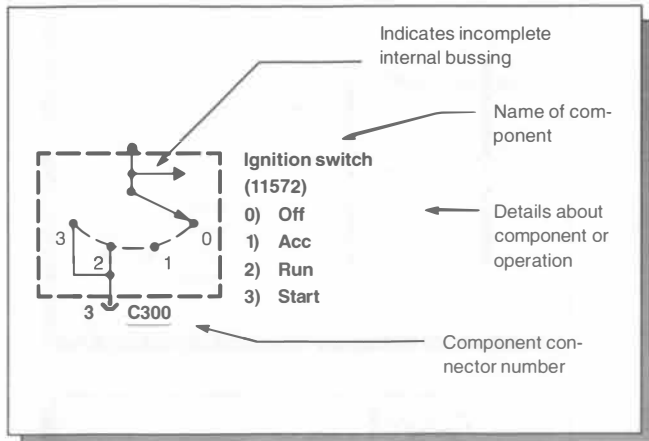 Indicates incomplete
internal bussing
Name of com-
ponent
Ignition switch
(11572)
0) Off
1) Acc
2) Run
3) Start
Details about
component or
operation
3
2
1
0
3 C300
Component con-
nector number